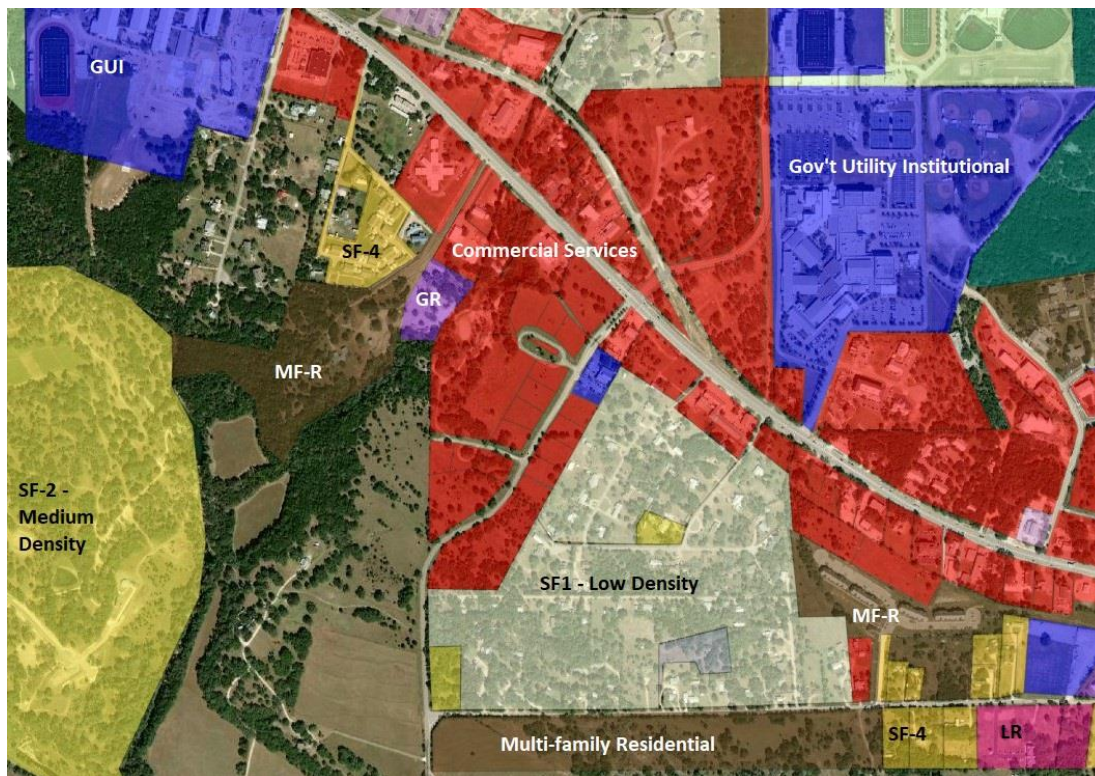 GUI
Gov't Utility Institutional
SF-4
Commercial Services
GR
MF-R
SF-2 -
Medium
Density
SF1 - Low Density
MF-R
Multi-family Residential
SF-4
LR